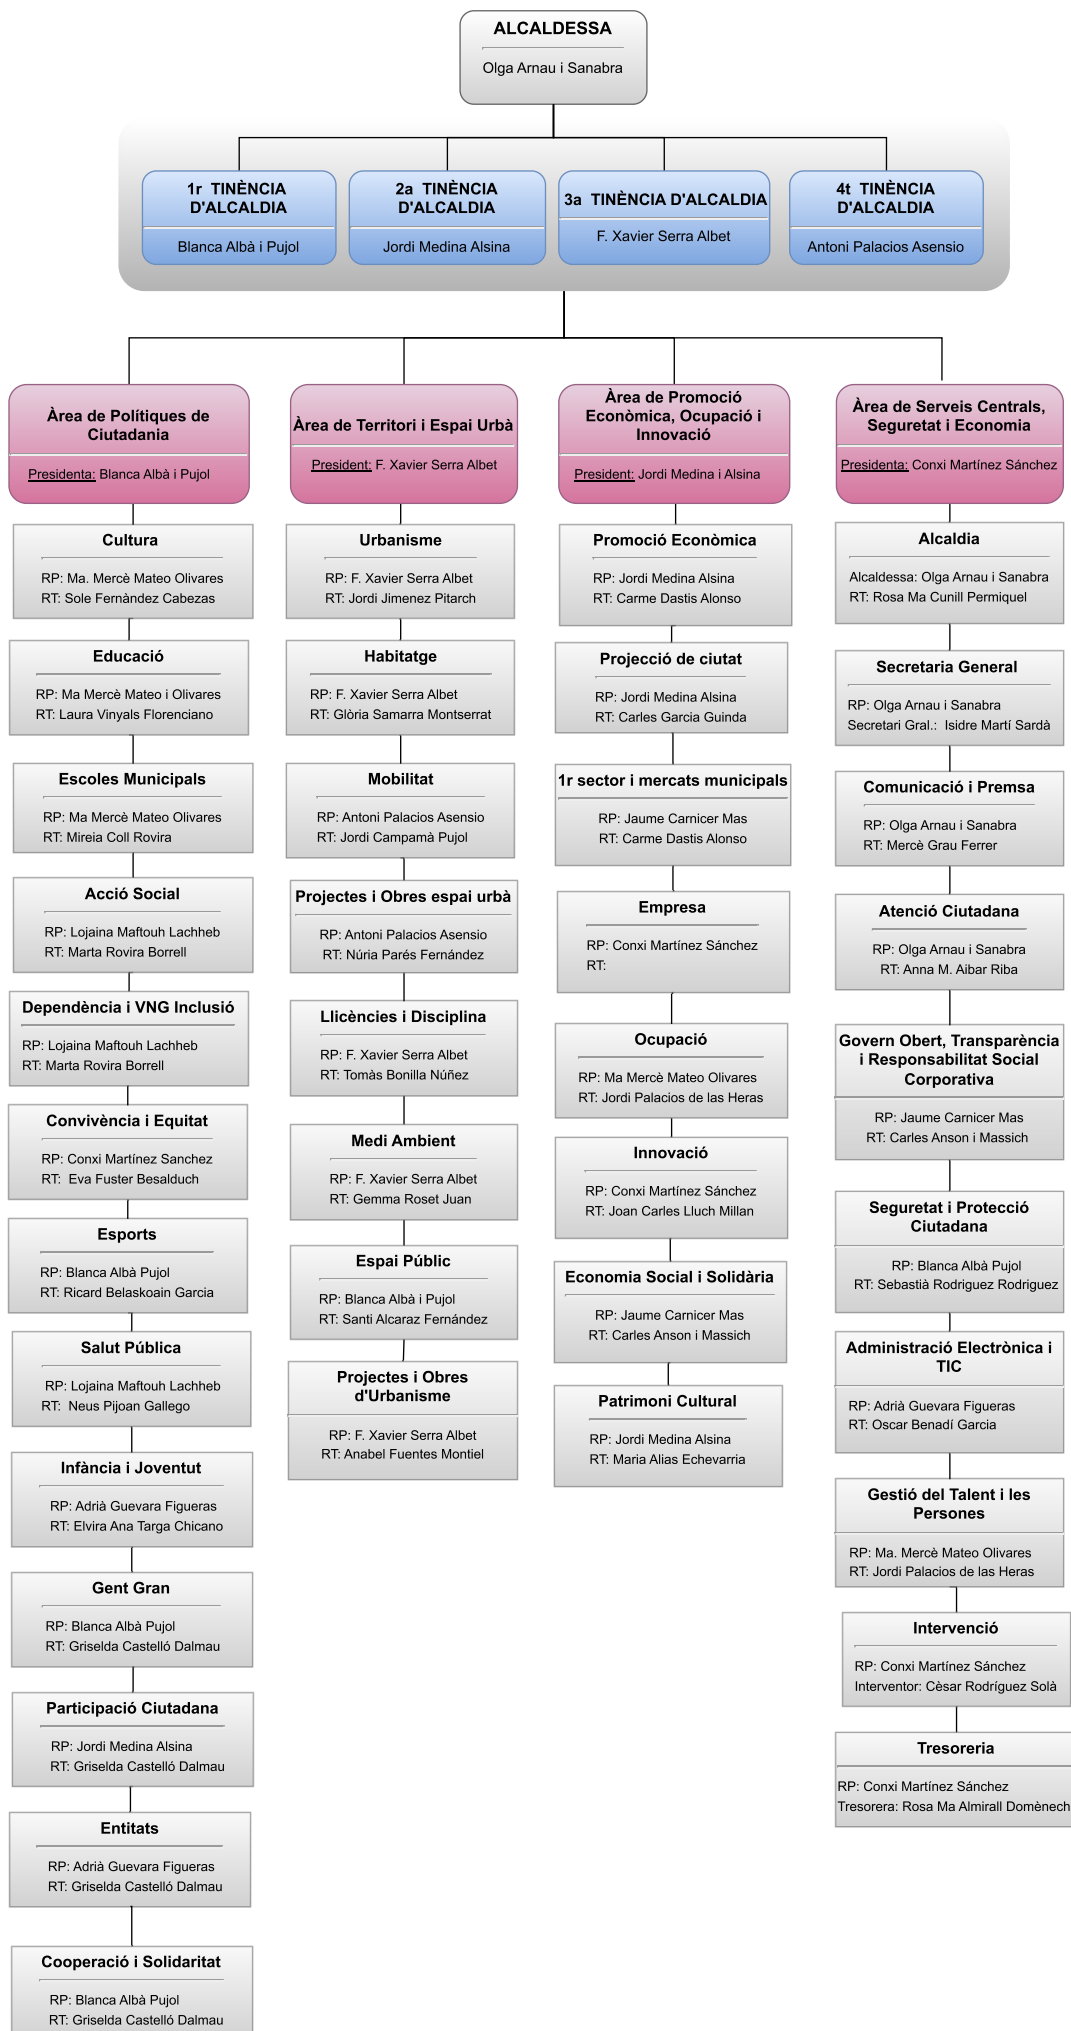 ALCALDESSA
Olga Arnau i Sanabra
1r  TINÈNCIA
D'ALCALDIA
Blanca Albà i Pujol
2a  TINÈNCIA
D'ALCALDIA
Jordi Medina Alsina
3a  TINÈNCIA D'ALCALDIA
F. Xavier Serra Albet
4t  TINÈNCIA
D'ALCALDIA
Antoni Palacios Asensio
Àrea de Polítiques de
Ciutadania
Presidenta: Blanca Albà i Pujol
Cultura
RP: Ma. Mercè Mateo Olivares
RT: Sole Fernàndez Cabezas
Educació
RP: Ma Mercè Mateo i Olivares
RT: Laura Vinyals Florenciano
Escoles Municipals
RP: Ma Mercè Mateo Olivares
RT: Mireia Coll Rovira
Acció Social
RP: Lojaina Maftouh Lachheb
RT: Marta Rovira Borrell
Dependència i VNG Inclusió
RP: Lojaina Maftouh Lachheb
RT: Marta Rovira Borrell
Convivència i Equitat
RP: Conxi Martínez Sanchez
RT:  Eva Fuster Besalduch
Esports
RP: Blanca Albà Pujol
RT: Ricard Belaskoain Garcia
Salut Pública
RP: Lojaina Maftouh Lachheb
RT:  Neus Pijoan Gallego
Infància i Joventut
RP: Adrià Guevara Figueras
RT: Elvira Ana Targa Chicano
Gent Gran
RP: Blanca Albà Pujol
RT: Griselda Castelló Dalmau
Participació Ciutadana
RP: Jordi Medina Alsina
RT: Griselda Castelló Dalmau
Entitats
RP: Adrià Guevara Figueras
RT: Griselda Castelló Dalmau
Cooperació i Solidaritat
RP: Blanca Albà Pujol
RT: Griselda Castelló Dalmau
Àrea de Territori i Espai Urbà
President: F. Xavier Serra Albet
Urbanisme
RP: F. Xavier Serra Albet
RT: Jordi Jimenez Pitarch
Habitatge
RP: F. Xavier Serra Albet
RT: Glòria Samarra Montserrat
Mobilitat
RP: Antoni Palacios Asensio
RT: Jordi Campamà Pujol
Projectes i Obres espai urbà
RP: Antoni Palacios Asensio
RT: Núria Parés Fernández
Llicències i Disciplina
RP: F. Xavier Serra Albet
RT: Tomàs Bonilla Núñez
Medi Ambient
RP: F. Xavier Serra Albet
RT: Gemma Roset Juan
Espai Públic
RP: Blanca Albà i Pujol
RT: Santi Alcaraz Fernández
Projectes i Obres
d'Urbanisme
RP: F. Xavier Serra Albet
RT: Anabel Fuentes Montiel
Àrea de Promoció
Econòmica, Ocupació i
Innovació
President: Jordi Medina i Alsina
Promoció Econòmica
RP: Jordi Medina Alsina
RT: Carme Dastis Alonso
Projecció de ciutat
RP: Jordi Medina Alsina
RT: Carles Garcia Guinda
1r sector i mercats municipals
RP: Jaume Carnicer Mas
RT: Carme Dastis Alonso
Empresa
RP: Conxi Martínez Sánchez
RT:
Ocupació
RP: Ma Mercè Mateo Olivares
RT: Jordi Palacios de las Heras
Innovació
RP: Conxi Martínez Sánchez
RT: Joan Carles Lluch Millan
Economia Social i Solidària
RP: Jaume Carnicer Mas
RT: Carles Anson i Massich
Patrimoni Cultural
RP: Jordi Medina Alsina
RT: Maria Alias Echevarria
Àrea de Serveis Centrals,
Seguretat i Economia
Presidenta: Conxi Martínez Sánchez
Alcaldia
Alcaldessa: Olga Arnau i Sanabra
RT: Rosa Ma Cunill Permiquel
Secretaria General
RP: Olga Arnau i Sanabra
Secretari Gral.:  Isidre Martí Sardà
Comunicació i Premsa
RP: Olga Arnau i Sanabra
RT: Mercè Grau Ferrer
Atenció Ciutadana
RP: Olga Arnau i Sanabra
RT: Anna M. Aibar Riba
Govern Obert, Transparència
i Responsabilitat Social
Corporativa
RP: Jaume Carnicer Mas
RT: Carles Anson i Massich
Seguretat i Protecció
Ciutadana
RP: Blanca Albà Pujol
RT: Sebastià Rodriguez Rodriguez
Administració Electrònica i
TIC
RP: Adrià Guevara Figueras
RT: Oscar Benadí Garcia
Gestió del Talent i les
Persones
RP: Ma. Mercè Mateo Olivares
RT: Jordi Palacios de las Heras
Intervenció
RP: Conxi Martínez Sánchez
Interventor: Cèsar Rodríguez Solà
Tresoreria
RP: Conxi Martínez Sánchez
Tresorera: Rosa Ma Almirall Domènech